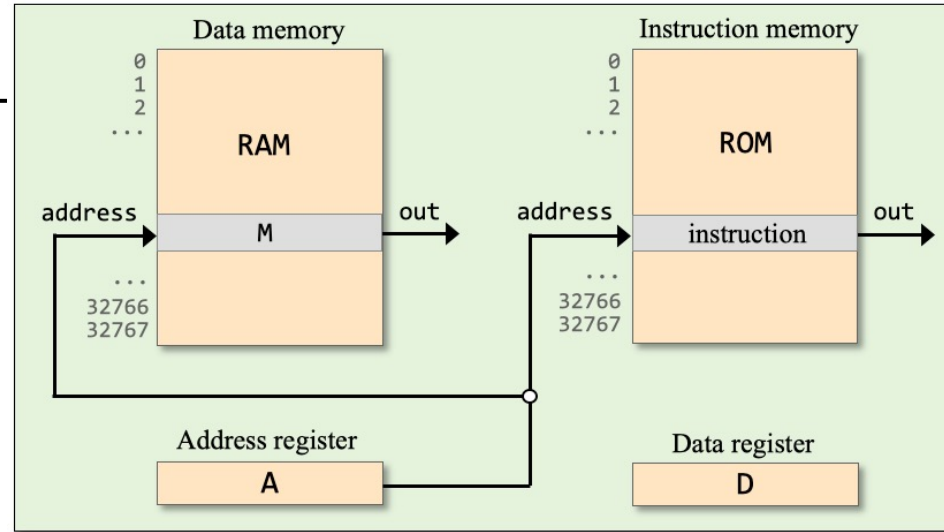 Data memory
0
1
2
...
RAM
address
M
out
...
32766
32767
Instruction memory
0
1
2
...
ROM
address
instruction
out
...
32766
32767
Address register
A
Data register
D